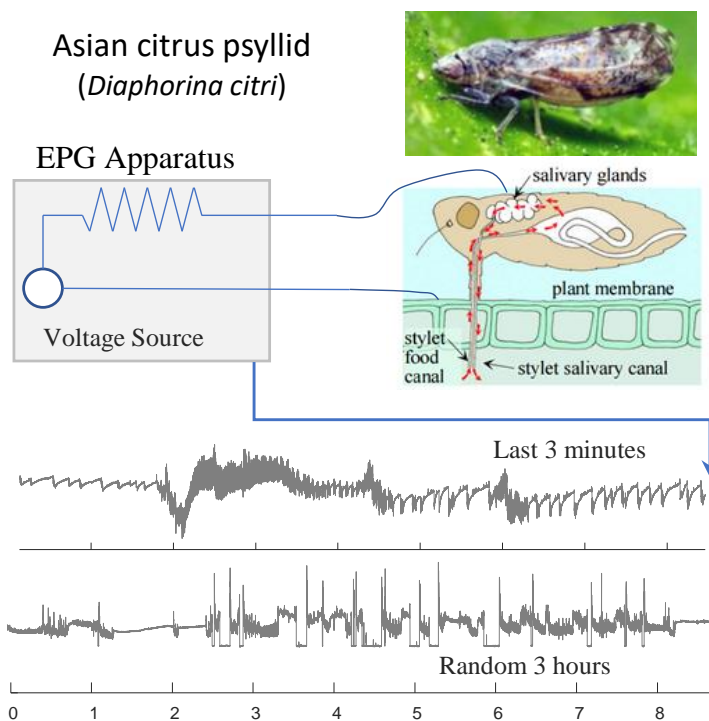 Asian citrus psyllid
(Diaphorina citri)
EPG Apparatus
Voltage Source
salivary glands
plant membrane
stylet
food
canal
stylet salivary canal
Last 3 minutes
Random 3 hours
0 1 2 3 4 5 6 7 8